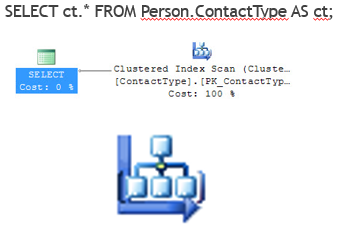 SELECT ct.* FROM Person.ContactType AS ct;
SELECT
Cost: 0 %
Clustered Index Scan (Cluste…
[ContactType].[PK_ContactTyp…
Cost: 100 %